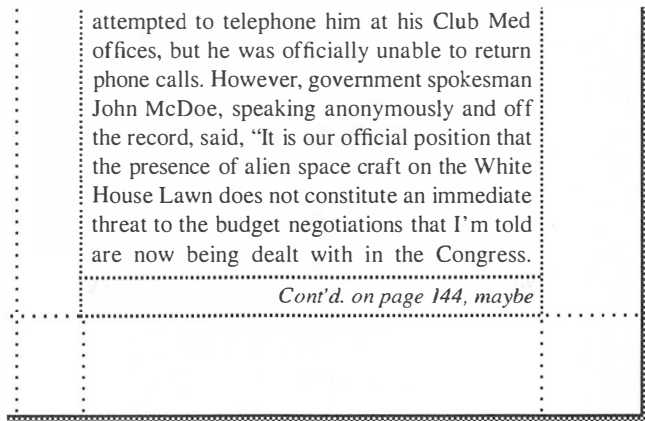 attempted to telephone him at his Club Med
offices, but he was officially unable to return
phone calls. However, government spokesman
John McDoe, speaking anonymously and off
the record, said, “It is our official position that
the presence of alien space craft on the White
House Lawn does not constitute an immediate
threat to the budget negotiations that I’m told
are now being dealt with in the Congress.
Cont’d. on page 144, maybe